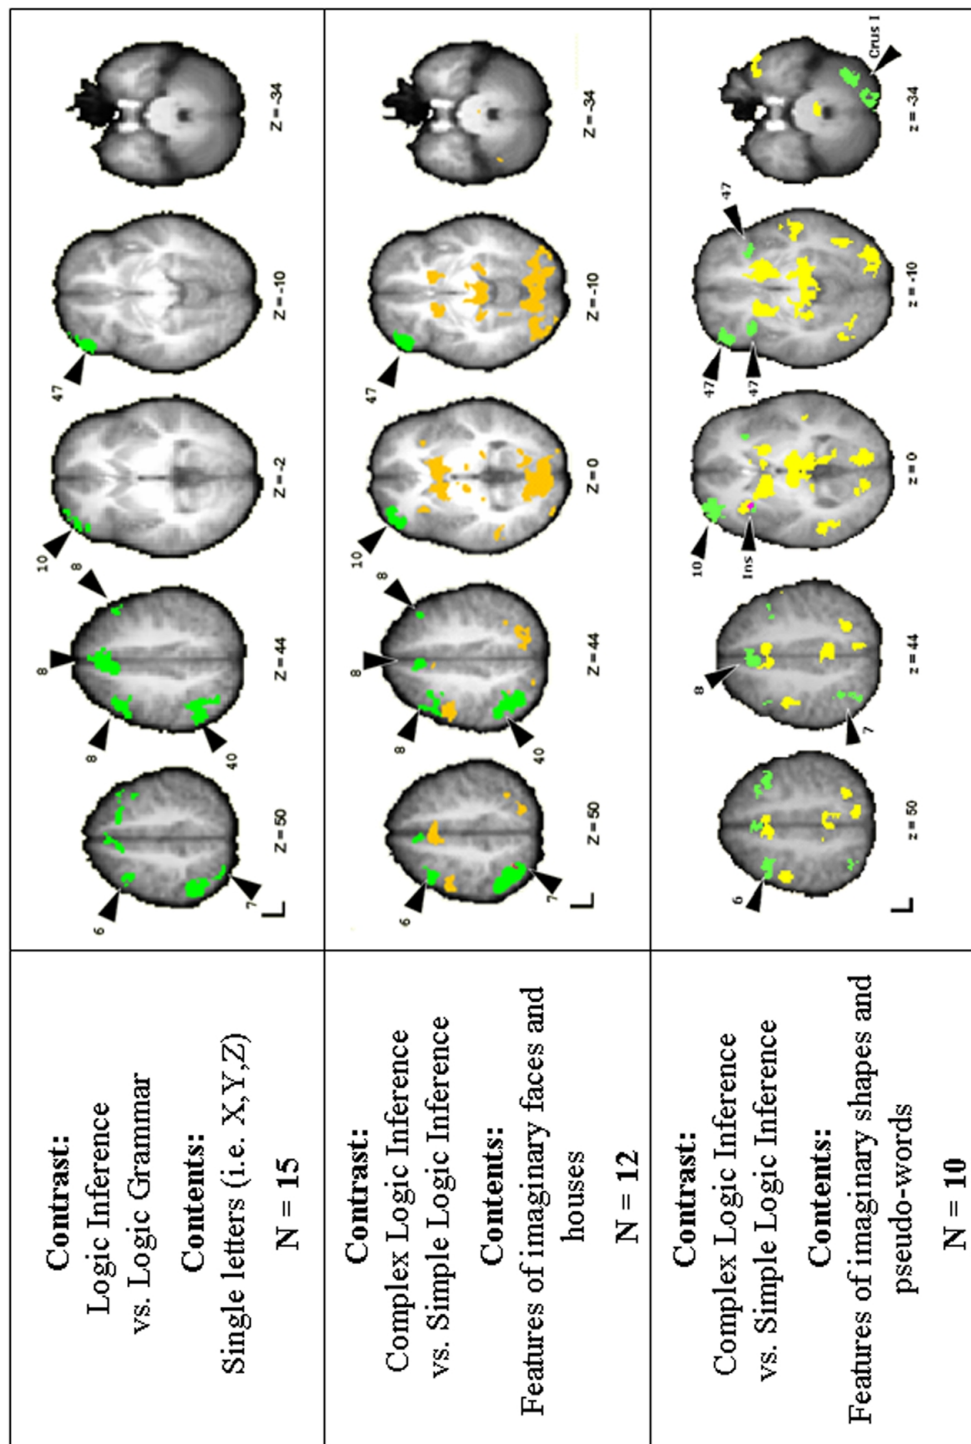 Contrast:
Logic Inference
vs. Logic Grammar
Contents:
Single letters (i.e. X,Y,Z)
N = 15
6
7
L
Z = 50
8
8
8
40
Z = 44
10
Z = -2
47
Z = -10
Z = -34
Contrast:
Complex Logic Inference
vs. Simple Logic Inference
Contents:
Features of imaginary faces and
houses
N = 12
6
7
L
Z = 50
8
8
8
40
Z = 44
10
Z = 0
47
Z = -10
Z = -34
Contrast:
Complex Logic Inference
vs. Simple Logic Inference
Contents:
Features of imaginary shapes and
pseudo-words
N = 10
6
L
z = 50
8
7
z = 44
10
Ins
z = 0
47
47
47
z = -10
Crus I
z = -34